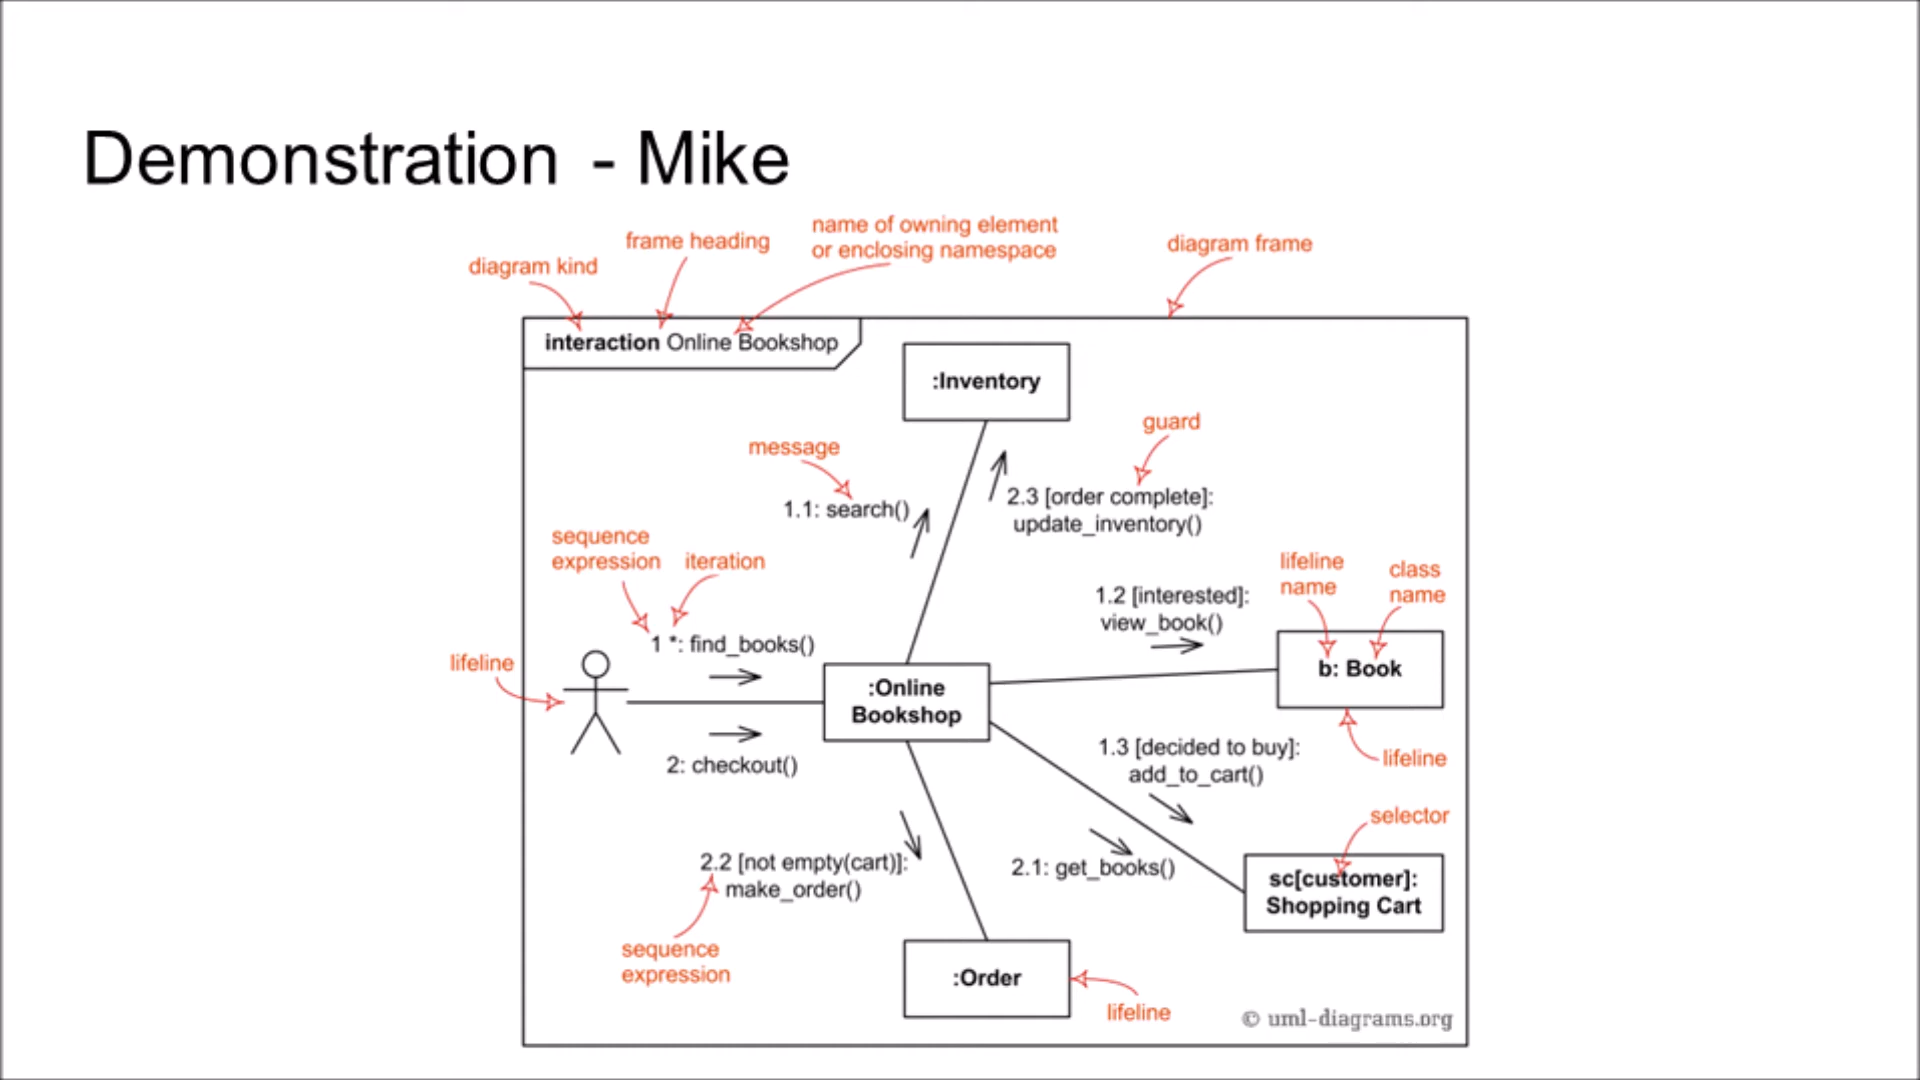 Demonstration - Mike
name of owning element
or enclosing namespace
frame heading
diagram frame
diagram kind
interaction Online Bookshop
:Inventory
guard
message
2.3 [order complete]:
update_inventory()
1.1: search()
sequence
expression
iteration
lifeline
name
class
name
1.2 [interested]:
view_book()
1 *: find_books()
lifeline
b: Book
:Online
Bookshop
1.3 [decided to buy]:
add_to_cart()
lifeline
2: checkout()
selector
2.2 [not empty(cart)]:
make_order()
2.1: get_books()
sc[customer]:
Shopping Cart
sequence
expression
:Order
lifeline
© uml-diagrams.org